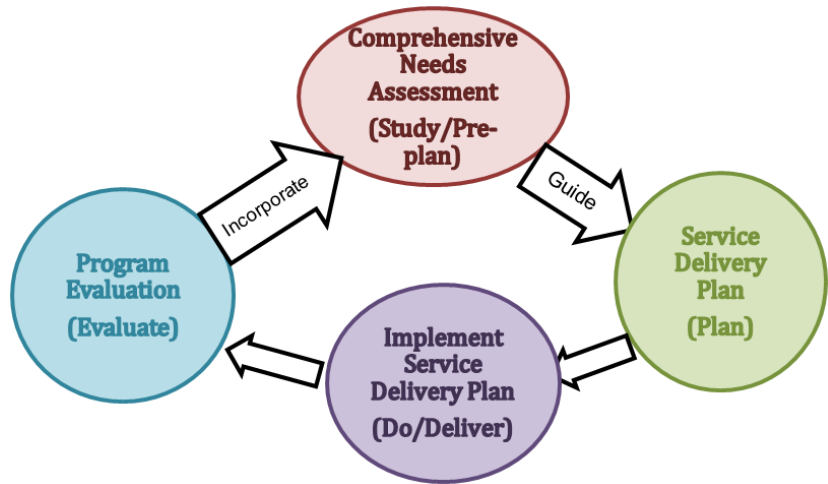 Comprehensive
Needs
Assessment
(Study/Pre-
plan)
Incorporate
Guide
Program
Evaluation
(Evaluate)
Service
Delivery
Plan
(Plan)
Implement
Service
Delivery Plan
(Do/Deliver)